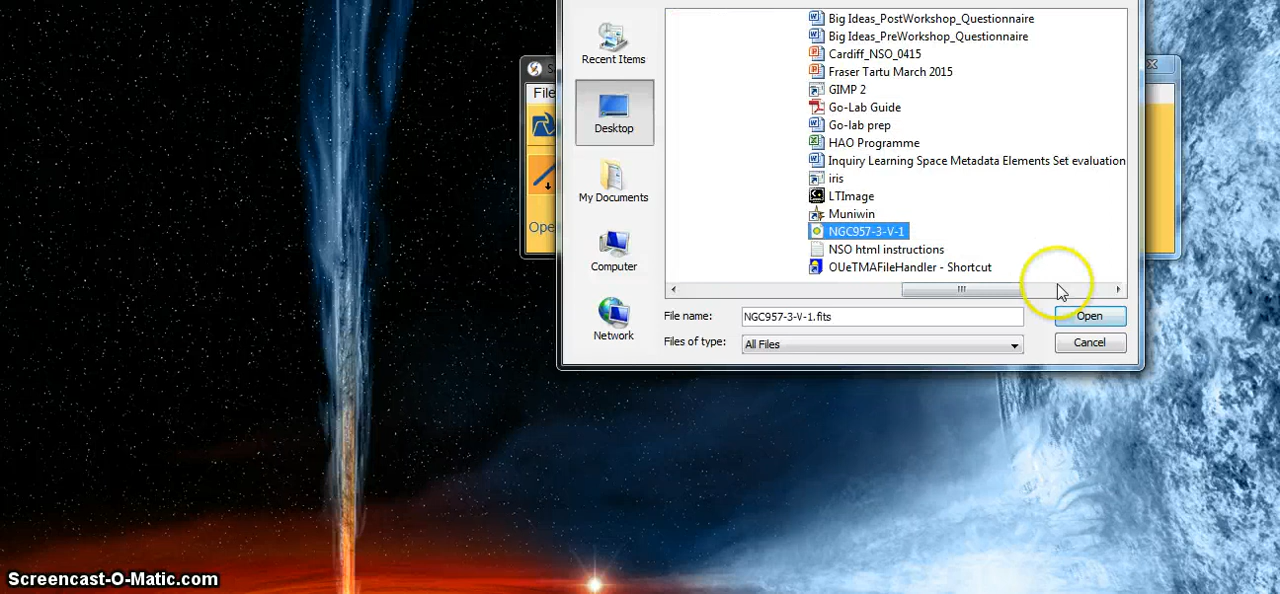 Big Ideas_PostWorkshop_Questionnaire
Big Ideas_PreWorkshop_Questionnaire
Cardiff_NSO_0415
Fraser Tartu March 2015
GIMP 2
Go-Lab Guide
Go-lab prep
HAO Programme
Inquiry Learning Space Metadata Elements Set evaluation
iris
LTImage
Muniwin
NGC957-3-V-1
NSO html instructions
OUeTMAFileHandler - Shortcut
Recent Items
Desktop
My Documents
Computer
Network
File name: NGC957-3-V-1.fits
Open
Files of type: All Files
Cancel
S
File
Ope
Screencast-O-Matic.com